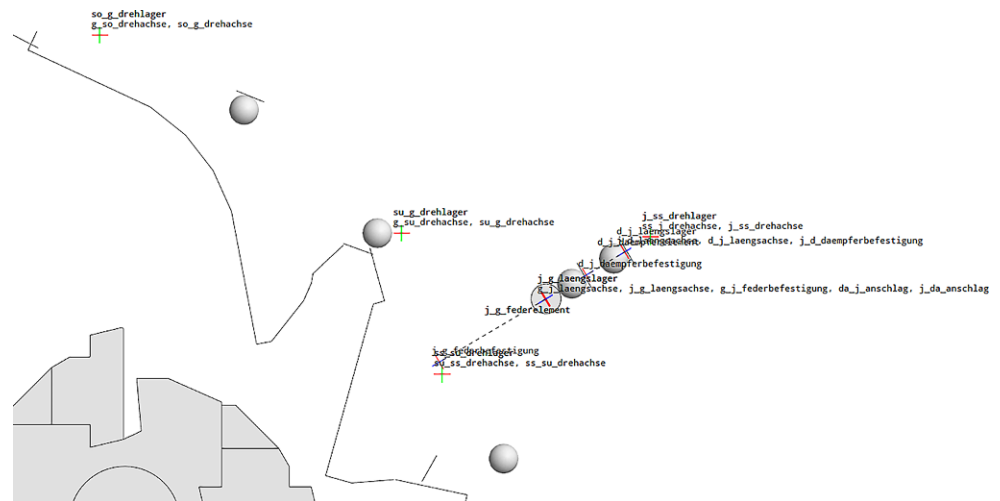 so_g_drehlager
g_so_drehachse, so_g_drehachse
su_g_drehlager
g_su_drehachse, su_g_drehachse
j_ss_drehlager
ss_j_drehachse, j_ss_drehachse
d_j_laengslager
d_j_laengsachse, j_d_daempferbefestigung
d_j_daempferbefestigung
j_g_laengslager
g_j_laengsachse, j_g_laengsachse, g_j_federbefestigung, da_j_anschlag, j_da_anschlag
j_g_federelement
j_g_federbefestigung
ss_su_drehlager
su_ss_drehachse, ss_su_drehachse